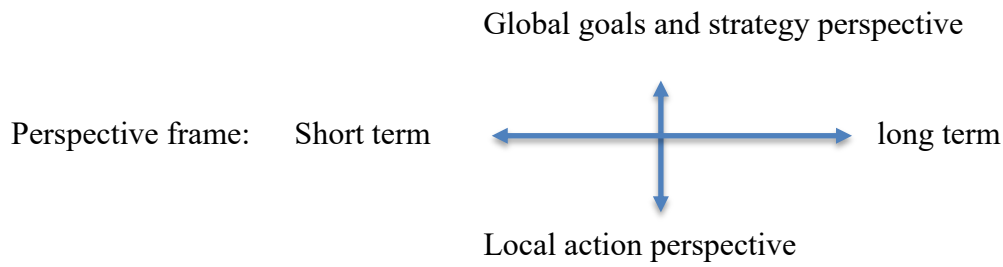 Global goals and strategy perspective
Perspective frame: Short term long term
Local action perspective